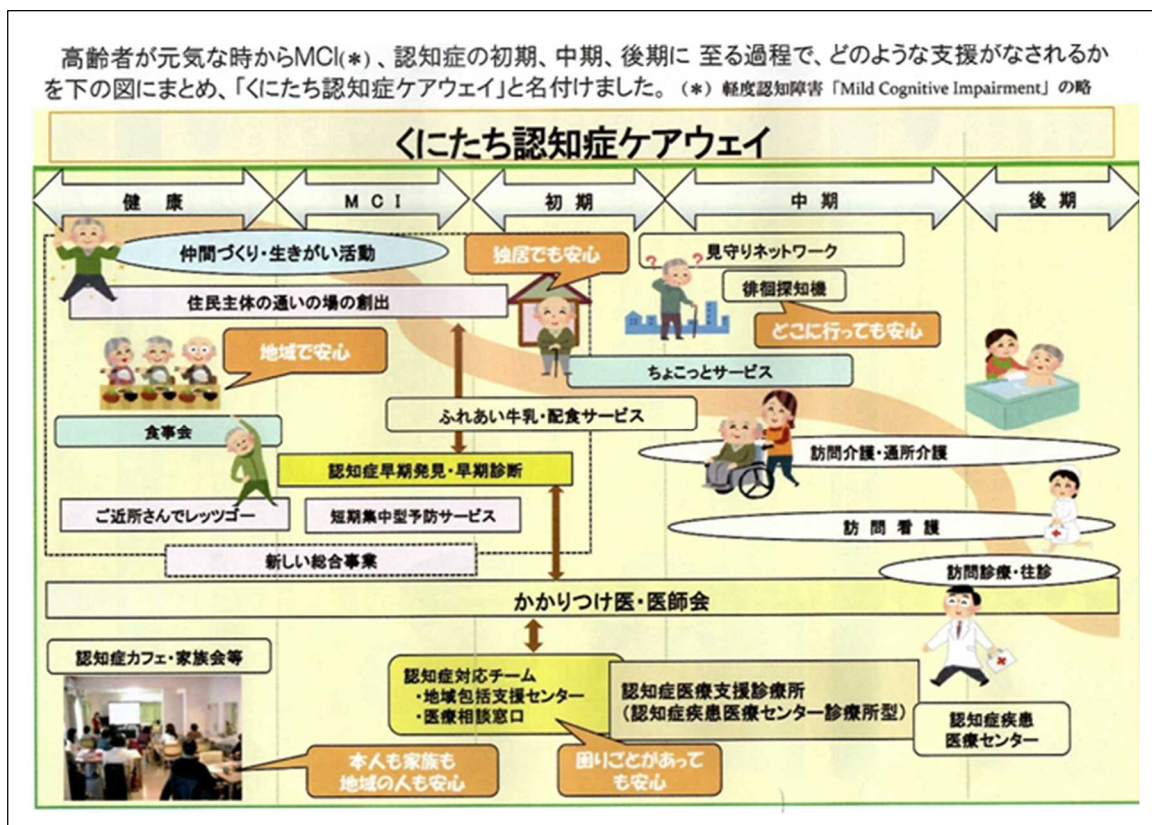 高齢者が元気な時からMCI(*)、認知症の初期、中期、後期に 至る過程で、どのような支援がなされるか
を下の図にまとめ、「くにたち認知症ケアウェイ」と名付けました。(*) 軽度認知障害「Mild Cognitive Impairment」の略
くにたち認知症ケアウェイ
健康
MCI
初期
中期
後期
仲間づくり・生きがい活動
独居でも安心
見守りネットワーク
住民主体の通いの場の創出
徘徊探知機
? ?
どこに行っても安心
地域で安心
ちょこっとサービス
ふれあい牛乳・配食サービス
食事会
訪問介護・通所介護
認知症早期発見・早期診断
ご近所さんでレッツゴー
短期集中型予防サービス
訪問看護
新しい総合事業
訪問診療・往診
かかりつけ医・医師会
認知症カフェ・家族会等
認知症対応チーム
・地域包括支援センター
・医療相談窓口
認知症医療支援診療所
(認知症疾患医療センター診療所型)
認知症疾患
医療センター
本人も家族も
地域の人も安心
困りごとがあって
も安心